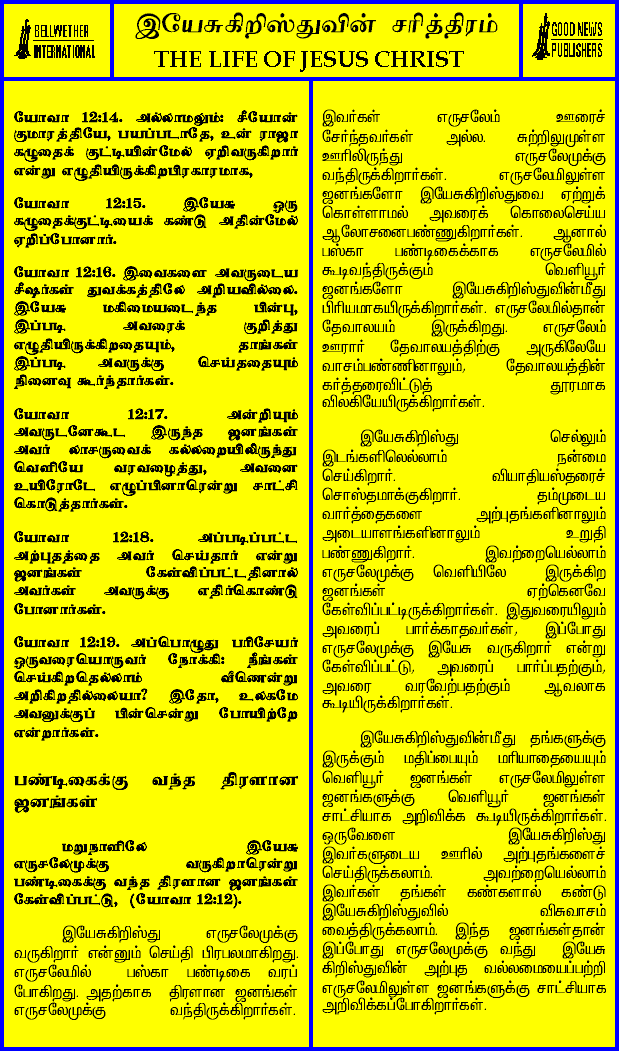 BELLWETHER
INTERNATIONAL
இயேசுகிறிஸ்துவின் சரித்திரம்
THE LIFE OF JESUS CHRIST
GOOD NEWS
PUBLISHERS
யோவா 12:14. அல்லாமலும்: சீயோன்
குமாரத்தியே, பயப்படாதே, உன் ராஜா
கழுதைக் குட்டியின்மேல் ஏறிவருகிறார்
என்று எழுதியிருக்கிறபிரகாரமாக,
யோவா 12:15. இயேசு ஒரு
கழுதைக்குட்டியைக் கண்டு அதின்மேல்
ஏறிப்போனார்.
யோவா 12:16. இவைகளை அவருடைய
சீஷர்கள் துவக்கத்திலே அறியவில்லை.
இயேசு மகிமையடைந்த பின்பு,
இப்படி அவரைக் குறித்து
எழுதியிருக்கிறதையும், தாங்கள்
இப்படி அவருக்கு செய்ததையும்
நினைவு கூர்ந்தார்கள்.
யோவா 12:17. அன்றியும்
அவருடனேகூட இருந்த ஜனங்கள்
அவர் லாசருவைக் கல்லறையிலிருந்து
வெளியே வரவழைத்து, அவனை
உயிரோடே எழுப்பினாரென்று சாட்சி
கொடுத்தார்கள்.
யோவா 12:18. அப்படிப்பட்ட
அற்புதத்தை அவர் செய்தார் என்று
ஜனங்கள் கேள்விப்பட்டதினால்
அவர்கள் அவருக்கு எதிர்கொண்டு
போனார்கள்.
யோவா 12:19. அப்பொழுது பரிசேயர்
ஒருவரையொருவர் நோக்கி: நீங்கள்
செய்கிறதெல்லாம் வீணென்று
அறிகிறதில்லையா? இதோ, உலகமே
அவனுக்குப் பின்சென்று போயிற்றே
என்றார்கள்.
பண்டிகைக்கு வந்த திரளான
ஜனங்கள்
மறுநாளிலே இயேசு
எருசலேமுக்கு வருகிறாரென்று
பண்டிகைக்கு வந்த திரளான ஜனங்கள்
கேள்விப்பட்டு, (யோவா 12:12).
இயேசுகிறிஸ்து எருசலேமுக்கு
வருகிறார் என்னும் செய்தி பிரபலமாகிறது.
எருசலேமில் பஸ்கா பண்டிகை வரப்
போகிறது. அதற்காக திரளான ஜனங்கள்
எருசலேமுக்கு வந்திருக்கிறார்கள்.
இவர்கள் எருசலேம் ஊரைச்
சேர்ந்தவர்கள் அல்ல. சுற்றிலுமுள்ள
ஊரிலிருந்து எருசலேமுக்கு
வந்திருக்கிறார்கள். எருசலேமிலுள்ள
ஜனங்களோ இயேசுகிறிஸ்துவை ஏற்றுக்
கொள்ளாமல் அவரைக் கொலைசெய்ய
ஆலோசனைபண்ணுகிறார்கள். ஆனால்
பஸ்கா பண்டிகைக்காக எருசலேமில்
கூடிவந்திருக்கும் வெளியூர்
ஜனங்களோ இயேசுகிறிஸ்துவின்மீது
பிரியமாகயிருக்கிறார்கள். எருசலேமில்தான்
தேவாலயம் இருக்கிறது. எருசலேம்
ஊரார் தேவாலயத்திற்கு அருகிலேயே
வாசம்பண்ணினாலும், தேவாலயத்தின்
கர்த்தரைவிட்டுத் தூரமாக
விலகியேயிருக்கிறார்கள்.
இயேசுகிறிஸ்து செல்லும்
இடங்களிலெல்லாம் நன்மை
செய்கிறார். வியாதியஸ்தரைச்
சொஸ்தமாக்குகிறார். தம்முடைய
வார்த்தைகளை அற்புதங்களினாலும்
அடையாளங்களினாலும் உறுதி
பண்ணுகிறார். இவற்றையெல்லாம்
எருசலேமுக்கு வெளியிலே இருக்கிற
ஜனங்கள் ஏற்கெனவே
கேள்விப்பட்டிருக்கிறார்கள். இதுவரையிலும்
அவரைப் பார்க்காதவர்கள், இப்போது
எருசலேமுக்கு இயேசு வருகிறார் என்று
கேள்விப்பட்டு, அவரைப் பார்ப்பதற்கும்,
அவரை வரவேற்பதற்கும் ஆவலாக
கூடியிருக்கிறார்கள்.
இயேசுகிறிஸ்துவின்மீது தங்களுக்கு
இருக்கும் மதிப்பையும் மரியாதையையும்
வெளியூர் ஜனங்கள் எருசலேமிலுள்ள
ஜனங்களுக்கு வெளியூர் ஜனங்கள்
சாட்சியாக அறிவிக்க கூடியிருக்கிறார்கள்.
ஒருவேளை இயேசுகிறிஸ்து
இவர்களுடைய ஊரில் அற்புதங்களைச்
செய்திருக்கலாம். அவற்றையெல்லாம்
இவர்கள் தங்கள் கண்களால் கண்டு
இயேசுகிறிஸ்துவில் விசுவாசம்
வைத்திருக்கலாம். இந்த ஜனங்கள்தான்
இப்போது எருசலேமுக்கு வந்து இயேசு
கிறிஸ்துவின் அற்புத வல்லமையைப்பற்றி
எருசலேமிலுள்ள ஜனங்களுக்கு சாட்சியாக
அறிவிக்கப்போகிறார்கள்.